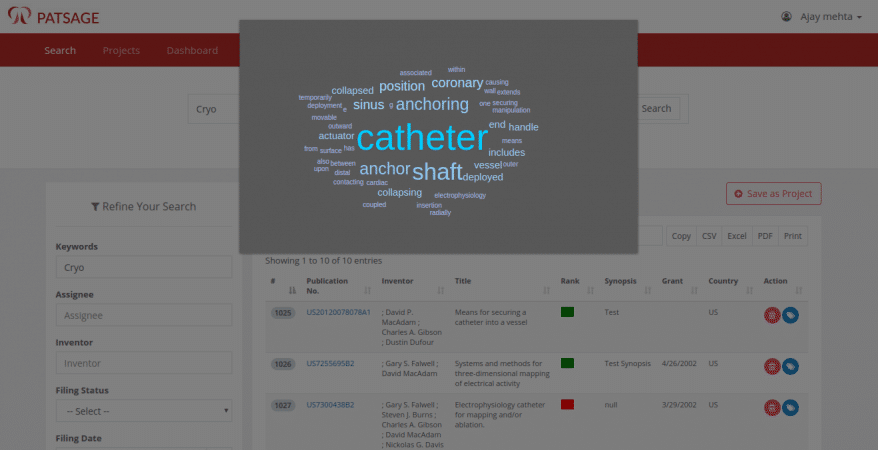 PATSAGE
Ajay mehta
Search Projects Dashboard
Cryo
Search
associated within
collapsed position coronary causing
wall extends
temporarily
deployment e sinus g anchoring one securing
manipulation
movable
outward
end handle
actuator catheter means
from surface has
includes
also between
upon
distal
anchor shaft vessel outer
deployed
contacting cardiac
collapsing electrophysiology
coupled insertion
radially
Save as Project
Refine Your Search
Copy CSV Excel PDF Print
Keywords
Cryo
Assignee
Assignee
Inventor
Inventor
Filing Status
-- Select --
Filing Date
Showing 1 to 10 of 10 entries
# Publication No. Inventor Title Rank Synopsis Grant Country Action
1025 US20120078078A1 ; David P. Means for securing a Test US
MacAdam ; catheter into a vessel
Charles A. Gibson
; Dustin Dufour
1026 US7255695B2 ; Gary S. Falwell ; Systems and methods for Test Synopsis 4/26/2002 US
David MacAdam three-dimensional mapping
of electrical activity
1027 US7300438B2 ; Gary S. Falwell ; Electrophysiology catheter null 3/29/2002 US
Steven J. Burns ; for mapping and/or
Charles A. Gibson ablation.
; David MacAdam
; Nickolas G. Davis